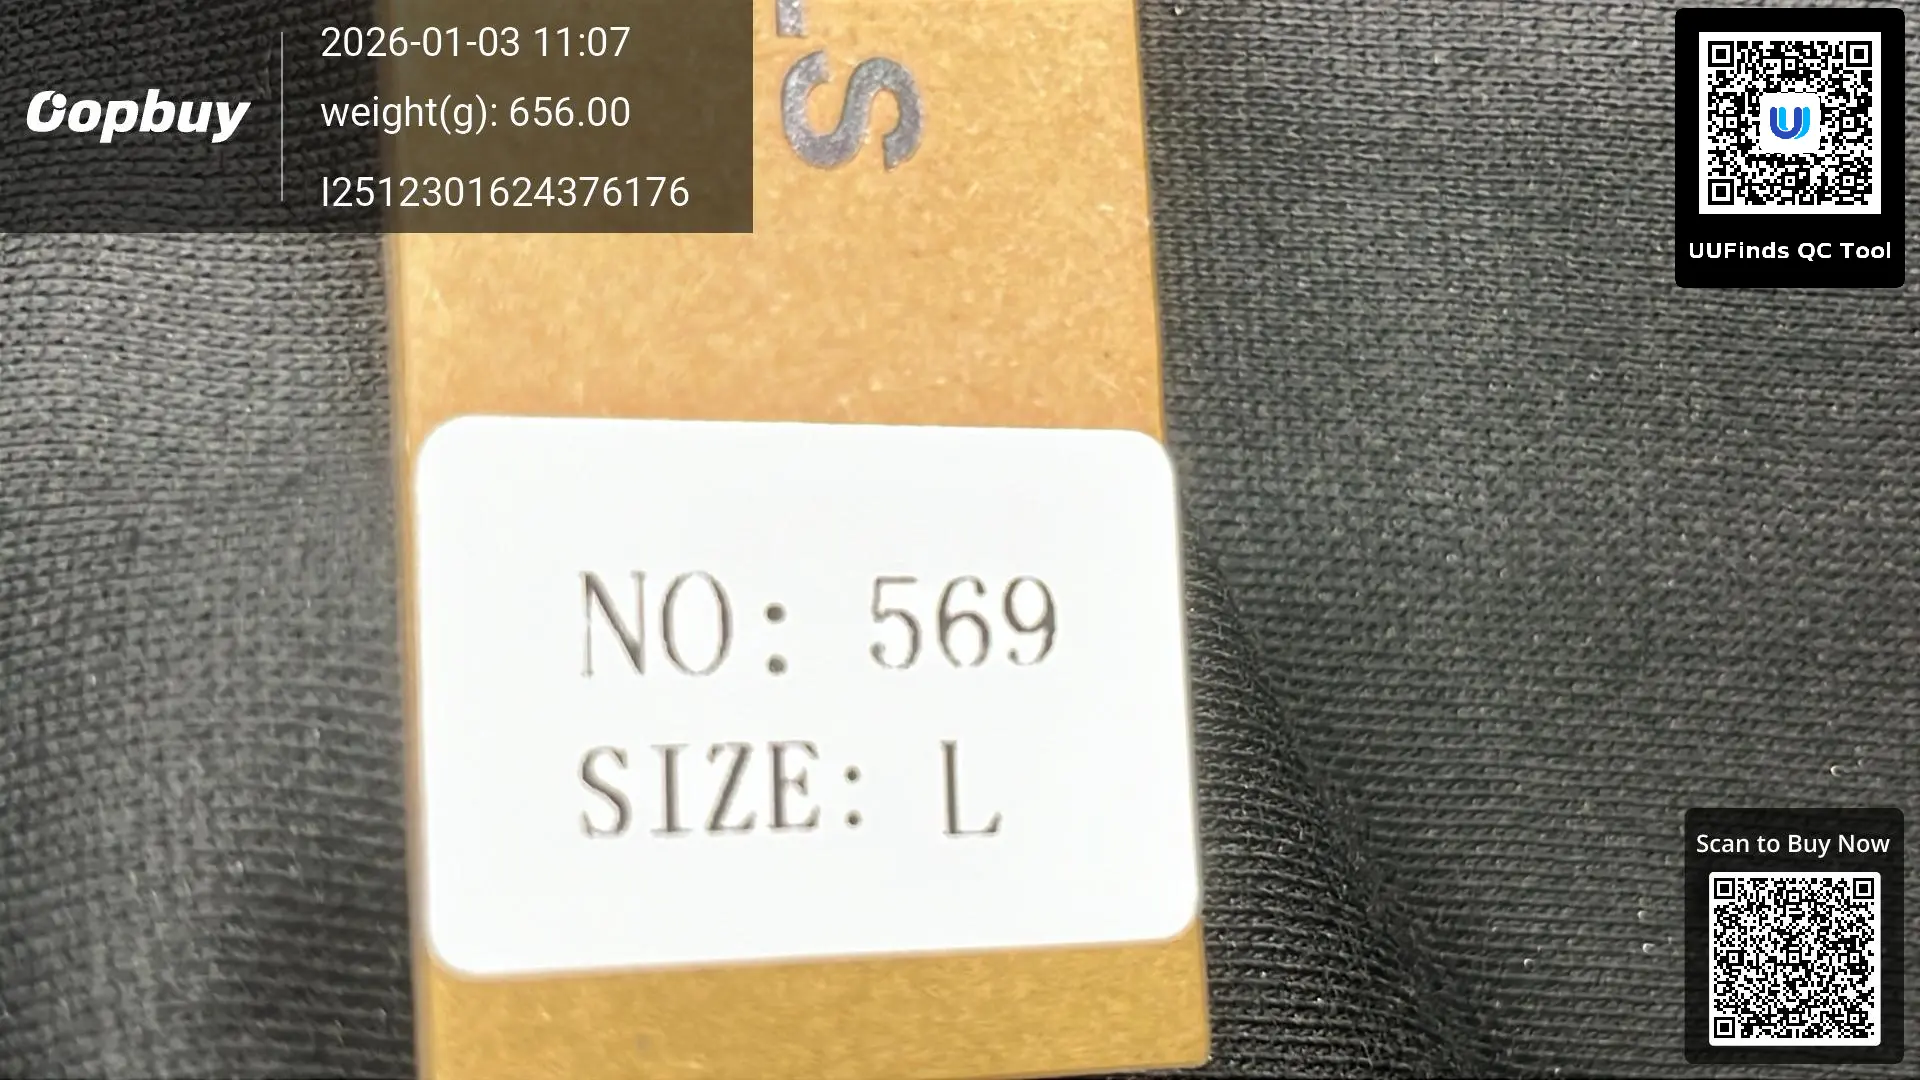 Oopbuy
2026-01-03 11:07
weight(g): 656.00
I2512301624376176
S
NO: 569
SIZE: L
UUFinds QC Tool
Scan to Buy Now